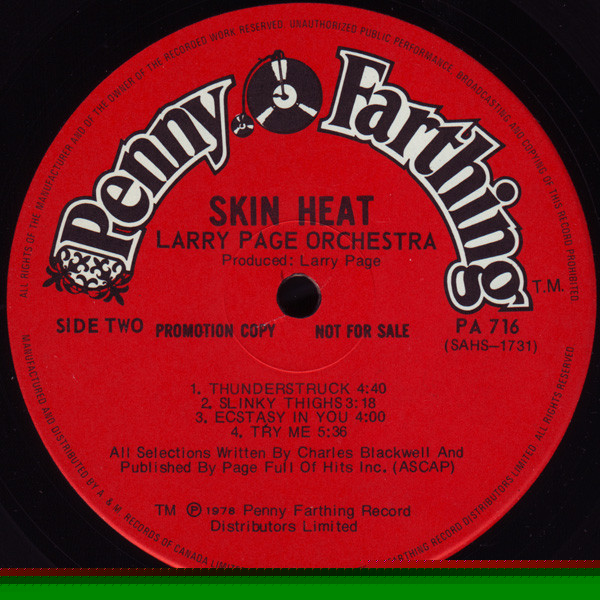 ALL RIGHTS OF THE MANUFACTURER AND OF THE OWNER OF THE RECORDED WORK RESERVED. UNAUTHORIZED PUBLIC PERFORMANCE, BROADCASTING AND COPYING OF THIS RECORD PROHIBITED.
Penny Farthing
T.M.
SKIN HEAT
LARRY PAGE ORCHESTRA
Produced: Larry Page
SIDE TWO PROMOTION COPY NOT FOR SALE PA 716
(SAHS-1731)
1. THUNDERSTRUCK 4:40
2. SLINKY THIGHS 3:18
3. ECSTASY IN YOU 4:00
4. TRY ME 5:36
All Selections Written By Charles Blackwell And
Published By Page Full Of Hits Inc. (ASCAP)
TM ℗ 1978 Penny Farthing Record
Distributors Limited
MANUFACTURED AND DISTRIBUTED BY A & M RECORDS OF CANADA
FARTHING RECORD DISTRIBUTORS LIMITED. ALL RIGHTS RESERVED.